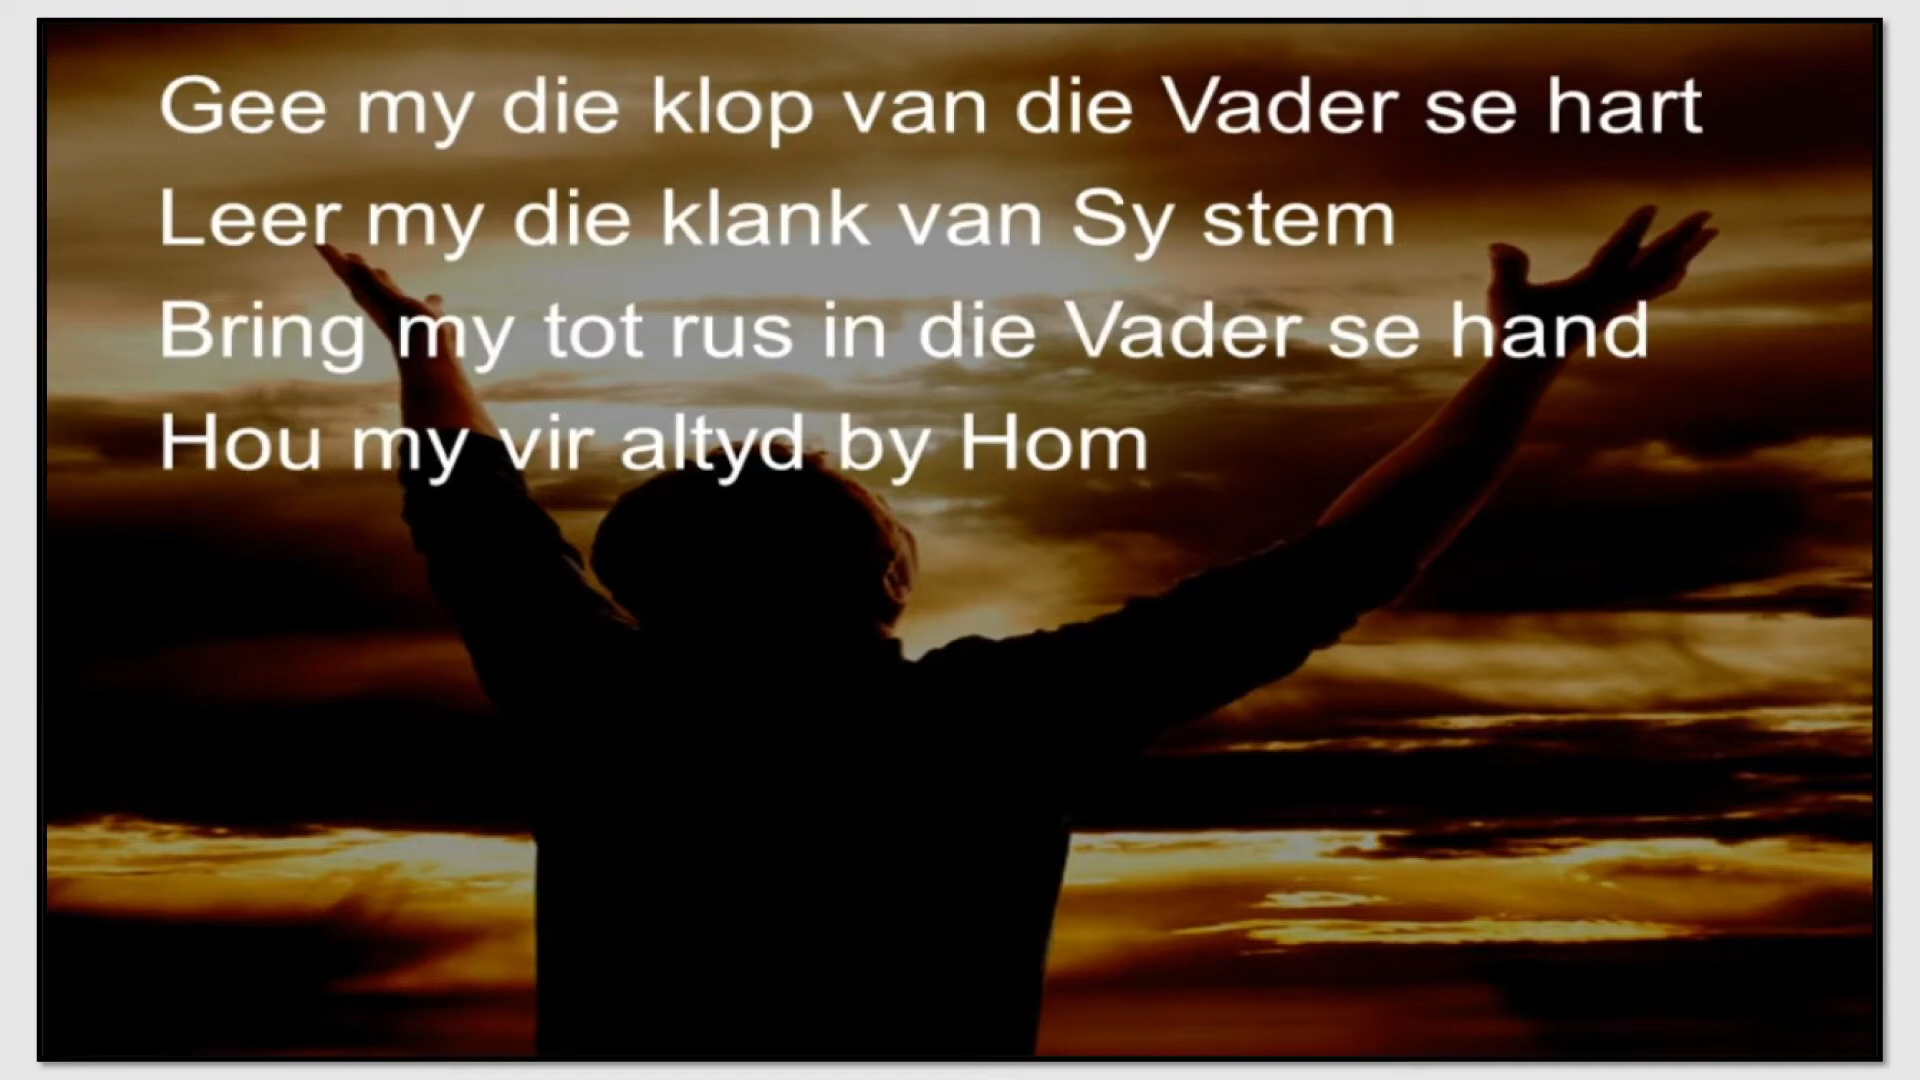 Gee my die klop van die Vader se hart
Leer my die klank van Sy stem
Bring my tot rus in die Vader se hand
Hou my vir altyd by Hom